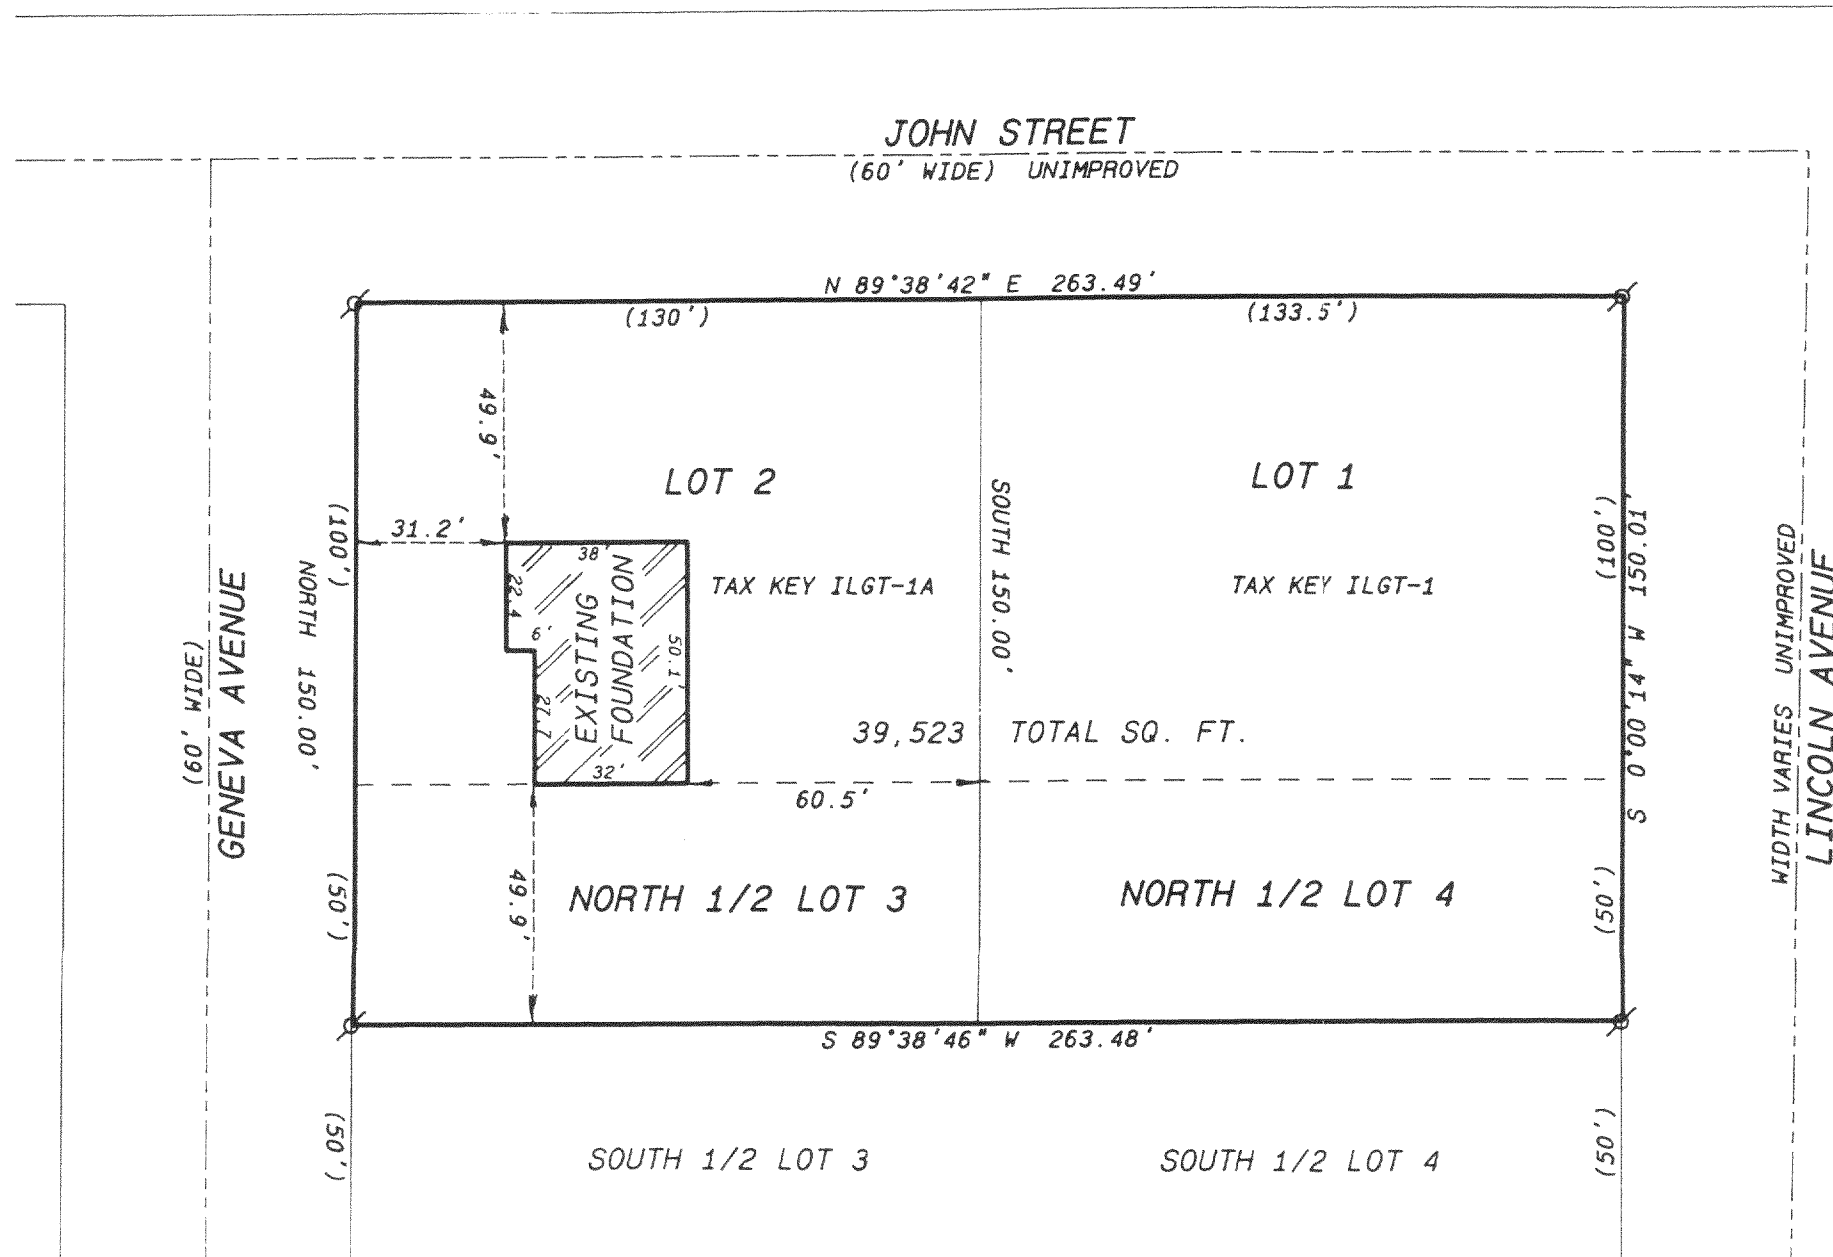 JOHN STREET
(60' WIDE) UNIMPROVED
N 89°38'42" E 263.49'
(130')
(133.5')
49.9'
LOT 2
LOT 1
(100')
31.2'
38'
22.4
6'
EXISTING
FOUNDATION
50.1'
27.7
32'
TAX KEY ILGT-1A
TAX KEY ILGT-1
SOUTH 150.00'
(100')
S 0°00'14" W 150.01'
WIDTH VARIES UNIMPROVED
LINCOLN AVENUE
GENEVA AVENUE
(60' WIDE)
NORTH 150.00'
39,523 TOTAL SQ. FT.
60.5'
(50')
49.9'
NORTH 1/2 LOT 3
NORTH 1/2 LOT 4
(50')
S 89°38'46" W 263.48'
(50')
SOUTH 1/2 LOT 3
SOUTH 1/2 LOT 4
(50')